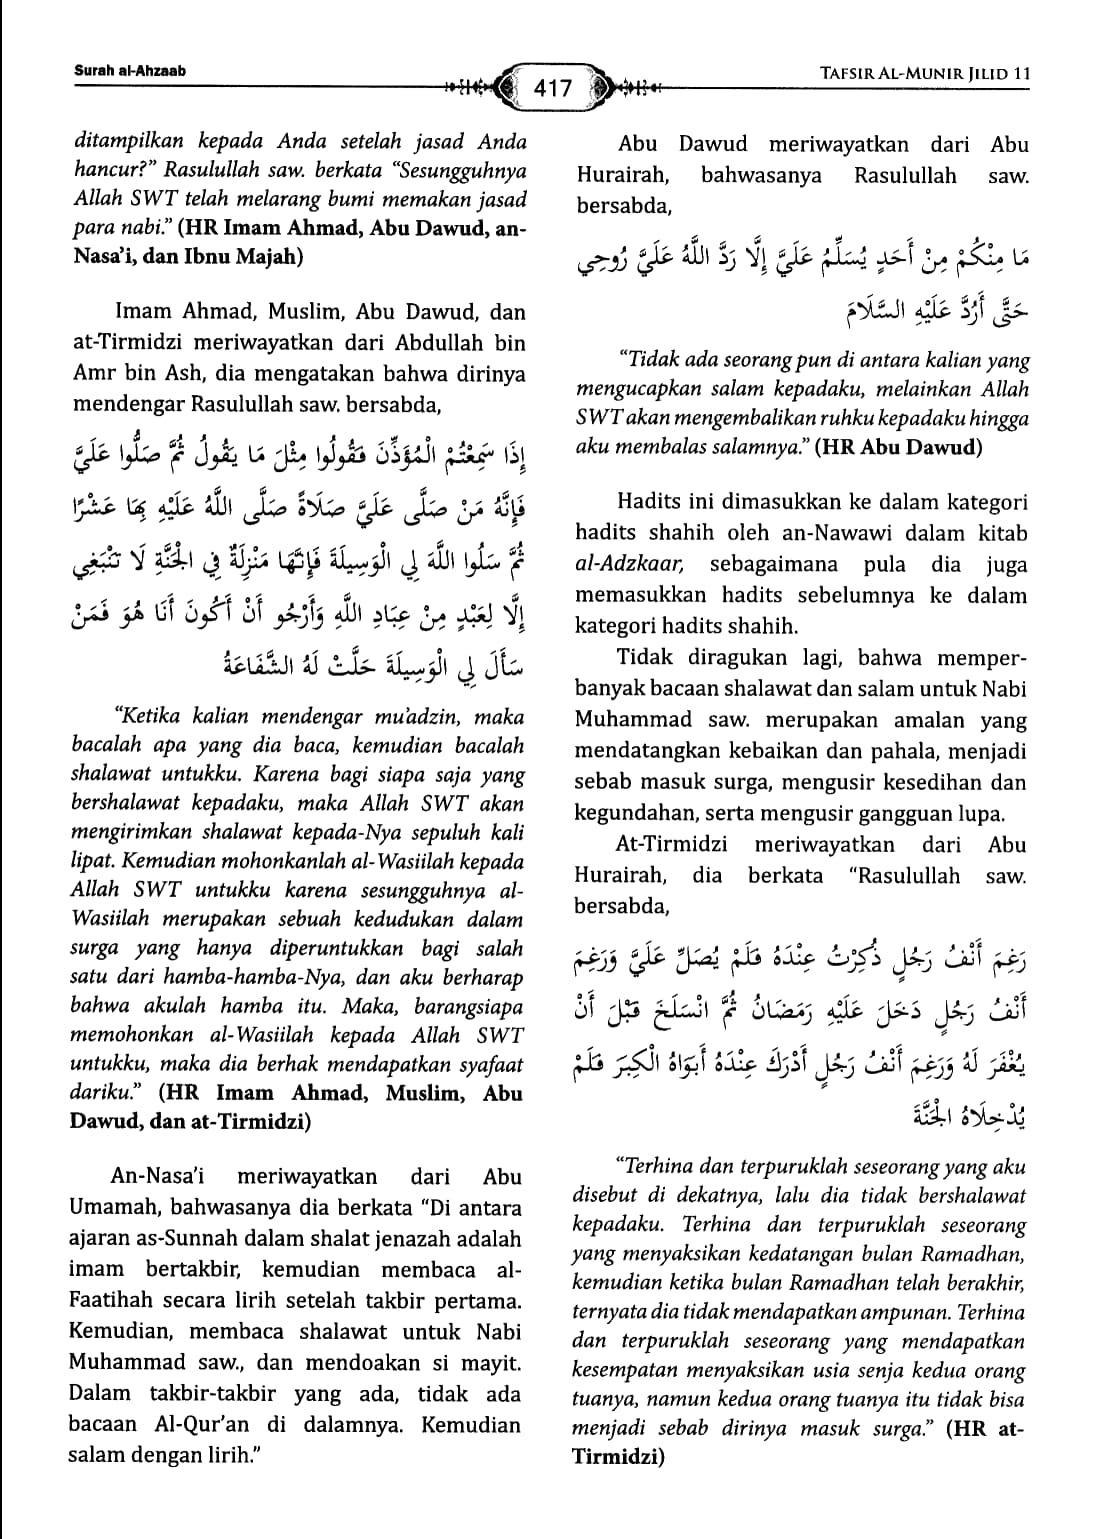 Surah al-Ahzaab
417
TAFSIR AL-MUNIR JILID 11
ditampilkan kepada Anda setelah jasad Anda
hancur?” Rasulullah saw. berkata “Sesungguhnya
Allah SWT telah melarang bumi memakan jasad
para nabi.” (HR Imam Ahmad, Abu Dawud, an-
Nasa’i, dan Ibnu Majah)
Imam Ahmad, Muslim, Abu Dawud, dan
at-Tirmidzi meriwayatkan dari Abdullah bin
Amr bin Ash, dia mengatakan bahwa dirinya
mendengar Rasulullah saw. bersabda,
إِذَا سَمِعْتُمْ الْمُؤَذِّنَ فَقُولُوا مِثْلَ مَا يَقُولُ ثُمَّ صَلُّوا عَلَيَّ
فَإِنَّهُ مَنْ صَلَّى عَلَيَّ صَلَاةً صَلَّى اللَّهُ عَلَيْهِ بِهَا عَشْرًا
ثُمَّ سَلُوا اللَّهَ لِي الْوَسِيلَةَ فَإِنَّهَا مَنْزِلَةٌ فِي الْجَنَّةِ لَا تَنْبَغِي
إِلَّا لِعَبْدٍ مِنْ عِبَادِ اللَّهِ وَأَرْجُو أَنْ أَكُونَ أَنَا هُوَ فَمَنْ
سَأَلَ لِي الْوَسِيلَةَ حَلَّتْ لَهُ الشَّفَاعَةُ
“Ketika kalian mendengar mu’adzin, maka
bacalah apa yang dia baca, kemudian bacalah
shalawat untukku. Karena bagi siapa saja yang
bershalawat kepadaku, maka Allah SWT akan
mengirimkan shalawat kepada-Nya sepuluh kali
lipat. Kemudian mohonkanlah al-Wasiilah kepada
Allah SWT untukku karena sesungguhnya al-
Wasiilah merupakan sebuah kedudukan dalam
surga yang hanya diperuntukkan bagi salah
satu dari hamba-hamba-Nya, dan aku berharap
bahwa akulah hamba itu. Maka, barangsiapa
memohonkan al-Wasiilah kepada Allah SWT
untukku, maka dia berhak mendapatkan syafaat
dariku.” (HR Imam Ahmad, Muslim, Abu
Dawud, dan at-Tirmidzi)
An-Nasa’i meriwayatkan dari Abu
Umamah, bahwasanya dia berkata “Di antara
ajaran as-Sunnah dalam shalat jenazah adalah
imam bertakbir, kemudian membaca al-
Faatihah secara lirih setelah takbir pertama.
Kemudian, membaca shalawat untuk Nabi
Muhammad saw., dan mendoakan si mayit.
Dalam takbir-takbir yang ada, tidak ada
bacaan Al-Qur’an di dalamnya. Kemudian
salam dengan lirih.”
Abu Dawud meriwayatkan dari Abu
Hurairah, bahwasanya Rasulullah saw.
bersabda,
مَا مِنْكُمْ مِنْ أَحَدٍ يُسَلِّمُ عَلَيَّ إِلَّا رَدَّ اللَّهُ عَلَيَّ رُوحِي
حَتَّى أَرُدَّ عَلَيْهِ السَّلَامَ
“Tidak ada seorang pun di antara kalian yang
mengucapkan salam kepadaku, melainkan Allah
SWT akan mengembalikan ruhku kepadaku hingga
aku membalas salamnya.” (HR Abu Dawud)
Hadits ini dimasukkan ke dalam kategori
hadits shahih oleh an-Nawawi dalam kitab
al-Adzkaar, sebagaimana pula dia juga
memasukkan hadits sebelumnya ke dalam
kategori hadits shahih.
Tidak diragukan lagi, bahwa memper-
banyak bacaan shalawat dan salam untuk Nabi
Muhammad saw. merupakan amalan yang
mendatangkan kebaikan dan pahala, menjadi
sebab masuk surga, mengusir kesedihan dan
kegundahan, serta mengusir gangguan lupa.
At-Tirmidzi meriwayatkan dari Abu
Hurairah, dia berkata “Rasulullah saw.
bersabda,
رَغِمَ أَنْفُ رَجُلٍ ذُكِرْتُ عِنْدَهُ فَلَمْ يُصَلِّ عَلَيَّ وَرَغِمَ
أَنْفُ رَجُلٍ دَخَلَ عَلَيْهِ رَمَضَانُ ثُمَّ انْسَلَخَ قَبْلَ أَنْ
يُغْفَرَ لَهُ وَرَغِمَ أَنْفُ رَجُلٍ أَدْرَكَ عِنْدَهُ أَبَوَاهُ الْكِبَرَ فَلَمْ
يُدْخِلَاهُ الْجَنَّةَ
“Terhina dan terpuruklah seseorang yang aku
disebut di dekatnya, lalu dia tidak bershalawat
kepadaku. Terhina dan terpuruklah seseorang
yang menyaksikan kedatangan bulan Ramadhan,
kemudian ketika bulan Ramadhan telah berakhir,
ternyata dia tidak mendapatkan ampunan. Terhina
dan terpuruklah seseorang yang mendapatkan
kesempatan menyaksikan usia senja kedua orang
tuanya, namun kedua orang tuanya itu tidak bisa
menjadi sebab dirinya masuk surga.” (HR at-
Tirmidzi)